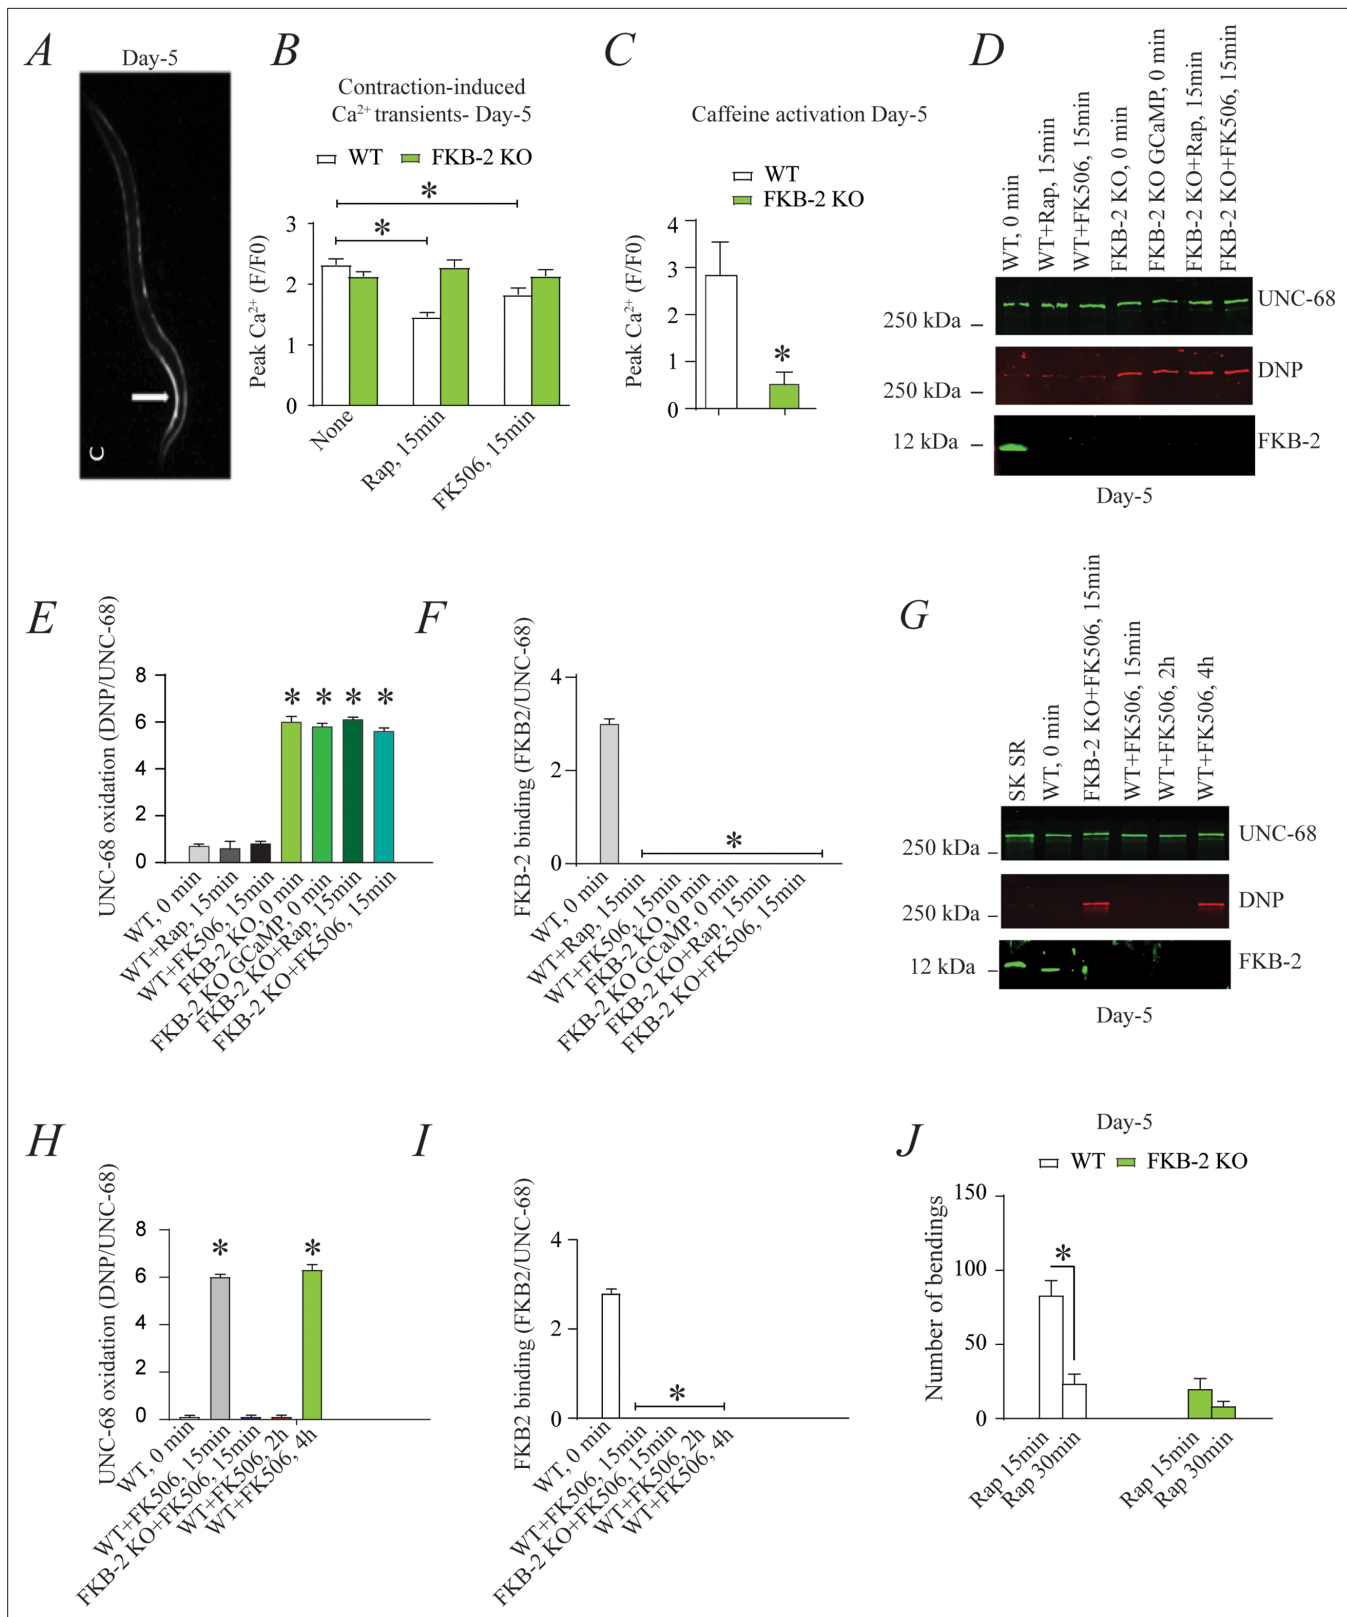 A
Day-5
C
B
Contraction-induced
Ca²⁺ transients- Day-5
WT
FKB-2 KO
*
*
Peak Ca²⁺ (F/F0)
3
2
1
0
None
Rap, 15min
FK506, 15min
C
Caffeine activation Day-5
WT
FKB-2 KO
Peak Ca²⁺ (F/F0)
4
3
2
1
0
*
D
WT, 0 min
WT+Rap, 15min
WT+FK506, 15min
FKB-2 KO, 0 min
FKB-2 KO GCaMP, 0 min
FKB-2 KO+Rap, 15min
FKB-2 KO+FK506, 15min
250 kDa
UNC-68
250 kDa
DNP
12 kDa
FKB-2
Day-5
E
UNC-68 oxidation (DNP/UNC-68)
8
6
4
2
0
* * * *
WT, 0 min
WT+Rap, 15min
WT+FK506, 15min
FKB-2 KO, 0 min
FKB-2 KO GCaMP, 0 min
FKB-2 KO+Rap, 15min
FKB-2 KO+FK506, 15min
F
FKB-2 binding (FKB2/UNC-68)
4
2
0
*
WT, 0 min
WT+Rap, 15min
WT+FK506, 15min
FKB-2 KO, 0 min
FKB-2 KO GCaMP, 0 min
FKB-2 KO+Rap, 15min
FKB-2 KO+FK506, 15min
G
SK SR
WT, 0 min
FKB-2 KO+FK506, 15min
WT+FK506, 15min
WT+FK506, 2h
WT+FK506, 4h
250 kDa
UNC-68
250 kDa
DNP
12 kDa
FKB-2
Day-5
H
UNC-68 oxidation (DNP/UNC-68)
8
6
4
2
0
* *
WT, 0 min
WT+FK506, 15min
FKB-2 KO+FK506, 15min
WT+FK506, 2h
WT+FK506, 4h
I
FKB2 binding (FKB2/UNC-68)
4
2
0
*
WT, 0 min
WT+FK506, 15min
FKB-2 KO+FK506, 15min
WT+FK506, 2h
WT+FK506, 4h
J
Day-5
WT
FKB-2 KO
Number of bendings
150
100
50
0
*
Rap 15min
Rap 30min
Rap 15min
Rap 30min